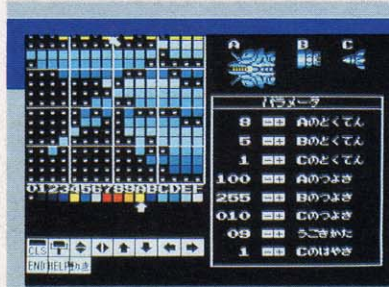 A B C
パラメータ
8 −+ Aのとくてん
5 −+ Bのとくてん
1 −+ Cのとくてん
100 −+ Aのつよさ
255 −+ Bのつよさ
010 −+ Cのつよさ
09 −+ うごきかた
1 −+ Cのはやさ
0123456789ABCDEF
CLS
END HELP